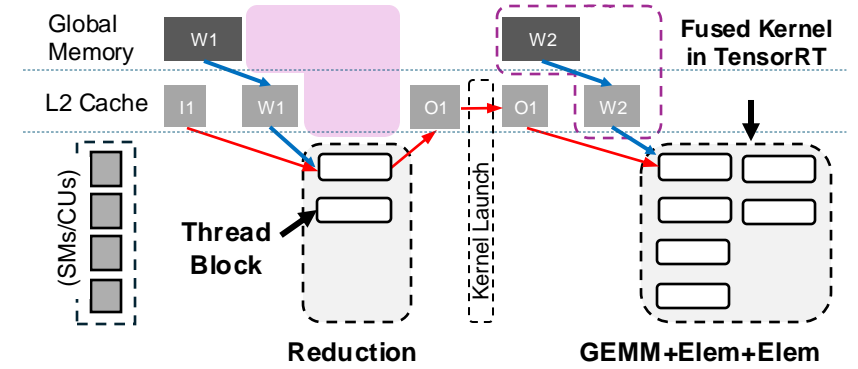 Global
Memory
W1
W2
Fused Kernel
in TensorRT
L2 Cache
I1
W1
O1
O1
W2
(SMs/CUs)
Thread
Block
Kernel Launch
Reduction
GEMM+Elem+Elem